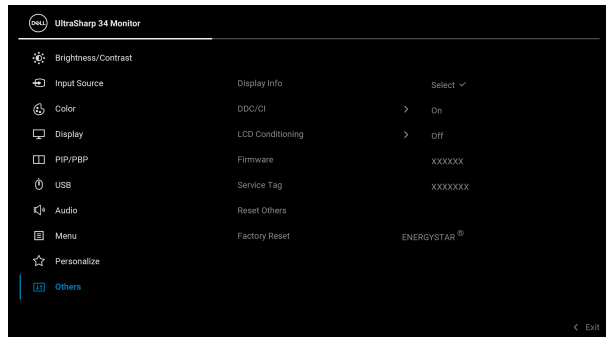 DELL UltraSharp 34 Monitor
Brightness/Contrast
Input Source Display Info Select ✓
Color DDC/CI > On
Display LCD Conditioning > Off
PIP/PBP Firmware XXXXXX
USB Service Tag XXXXXXX
Audio Reset Others
Menu Factory Reset ENERGYSTAR ®
Personalize
Others
< Exit